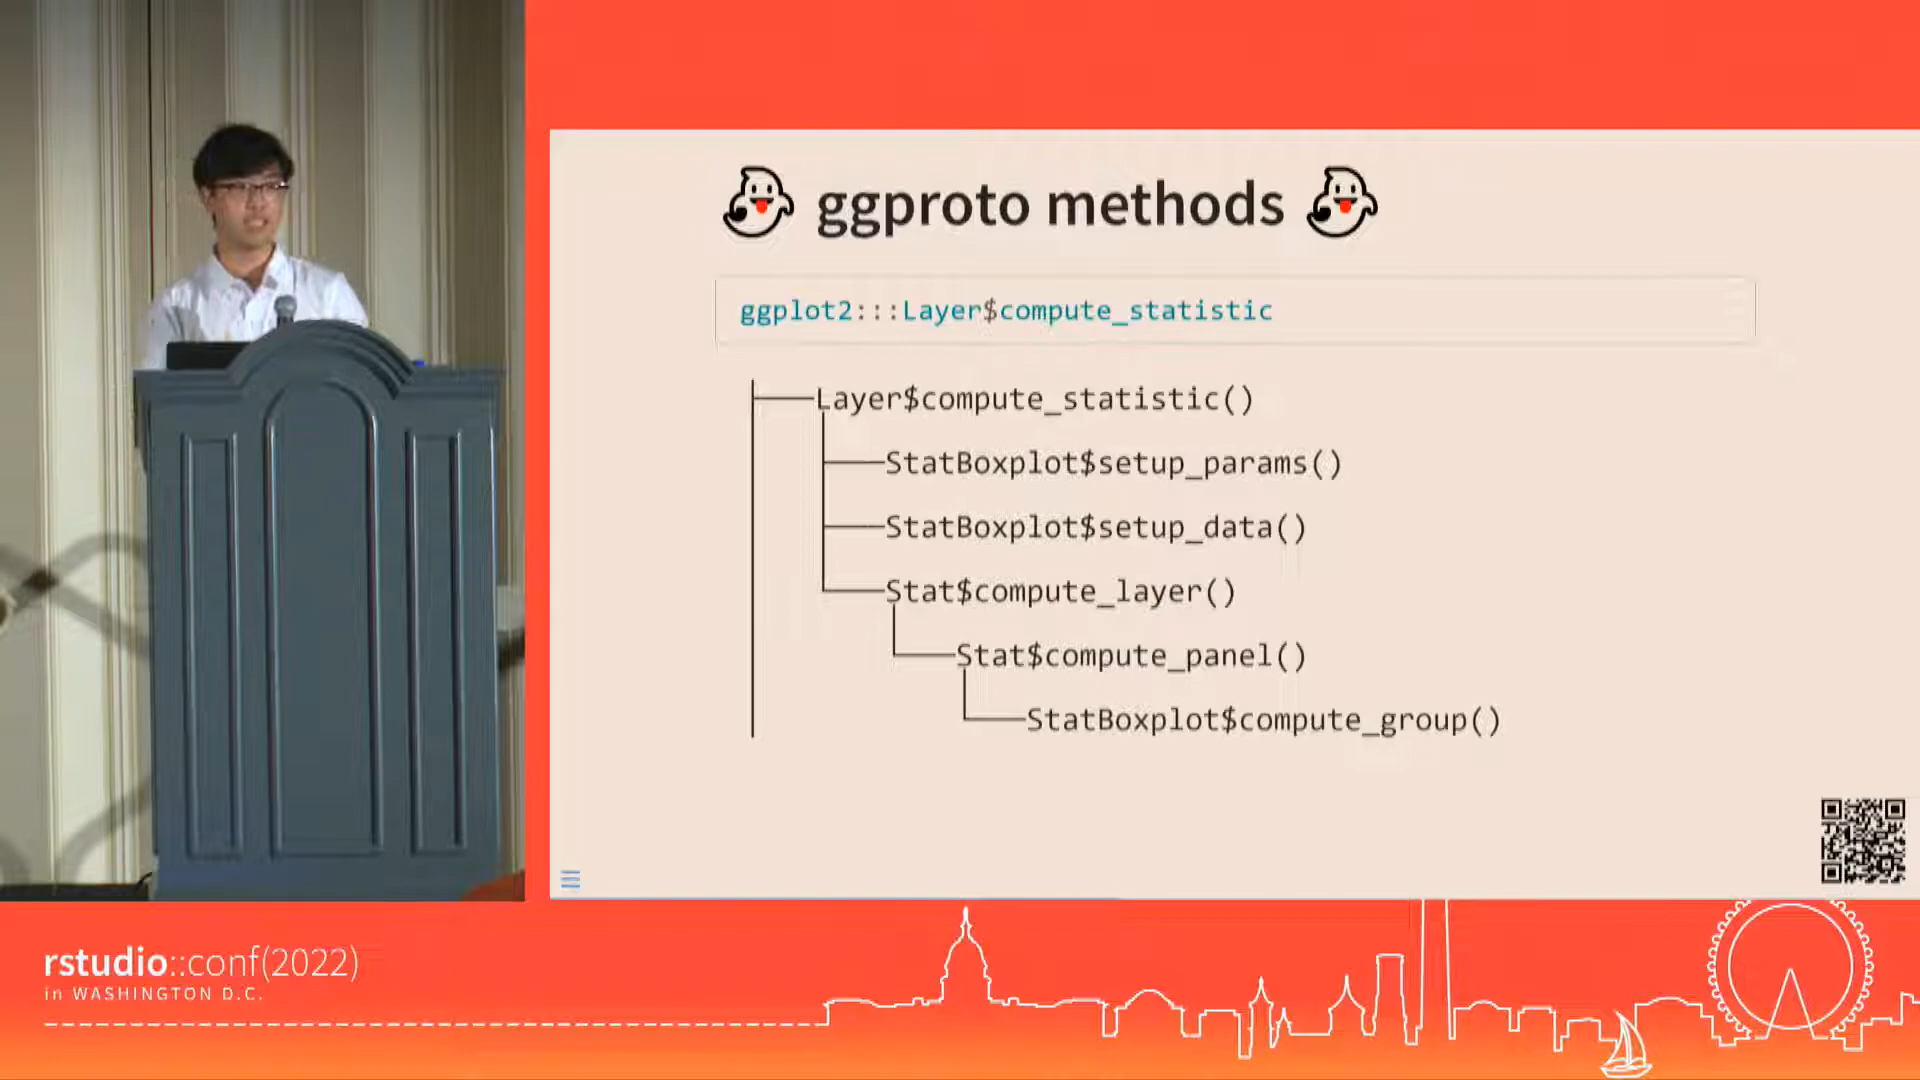 ggproto methods
ggplot2:::Layer$compute_statistic
Layer$compute_statistic()
StatBoxplot$setup_params()
StatBoxplot$setup_data()
Stat$compute_layer()
Stat$compute_panel()
StatBoxplot$compute_group()
rstudio::conf(2022)
in WASHINGTON D.C.